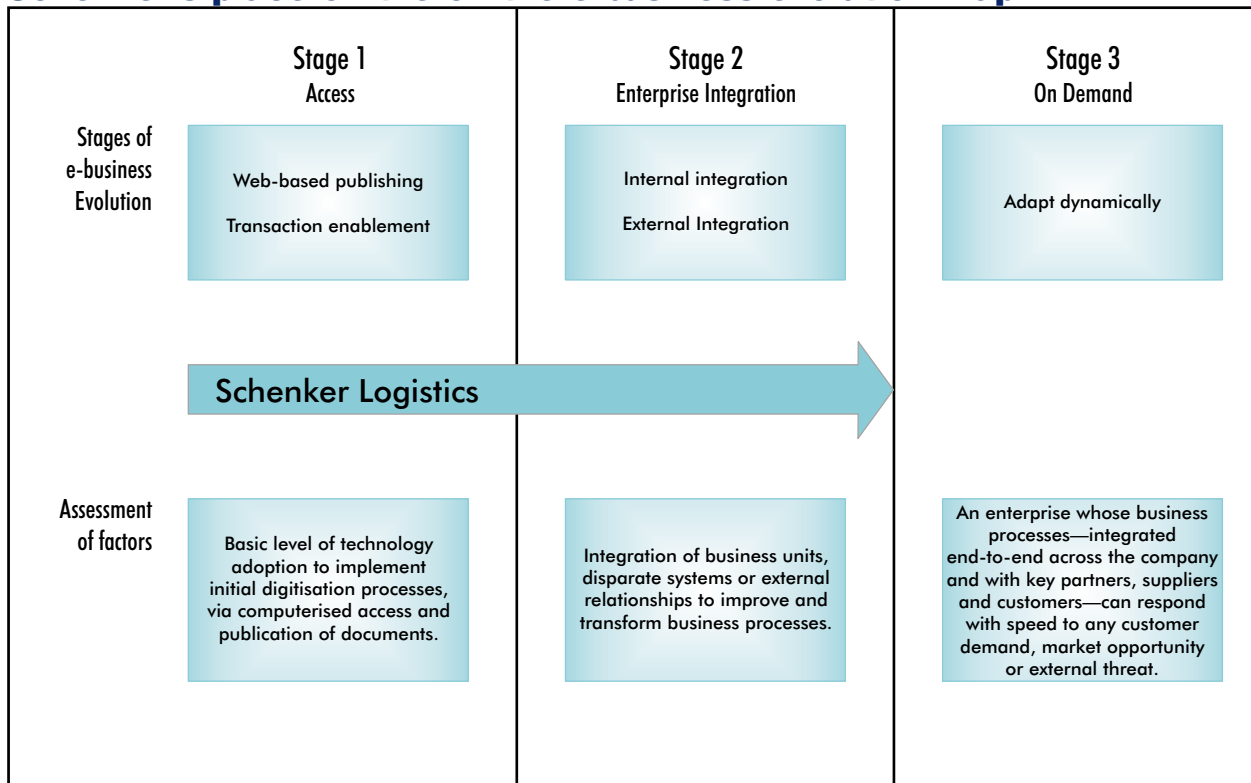 Stage 1
Access
Stage 2
Enterprise Integration
Stage 3
On Demand
Stages of
e-business
Evolution
Web-based publishing
Transaction enablement
Internal integration
External Integration
Adapt dynamically
Schenker Logistics
Assessment
of factors
Basic level of technology
adoption to implement
initial digitisation processes,
via computerised access and
publication of documents.
Integration of business units,
disparate systems or external
relationships to improve and
transform business processes.
An enterprise whose business
processes—integrated
end-to-end across the company
and with key partners, suppliers
and customers—can respond
with speed to any customer
demand, market opportunity
or external threat.